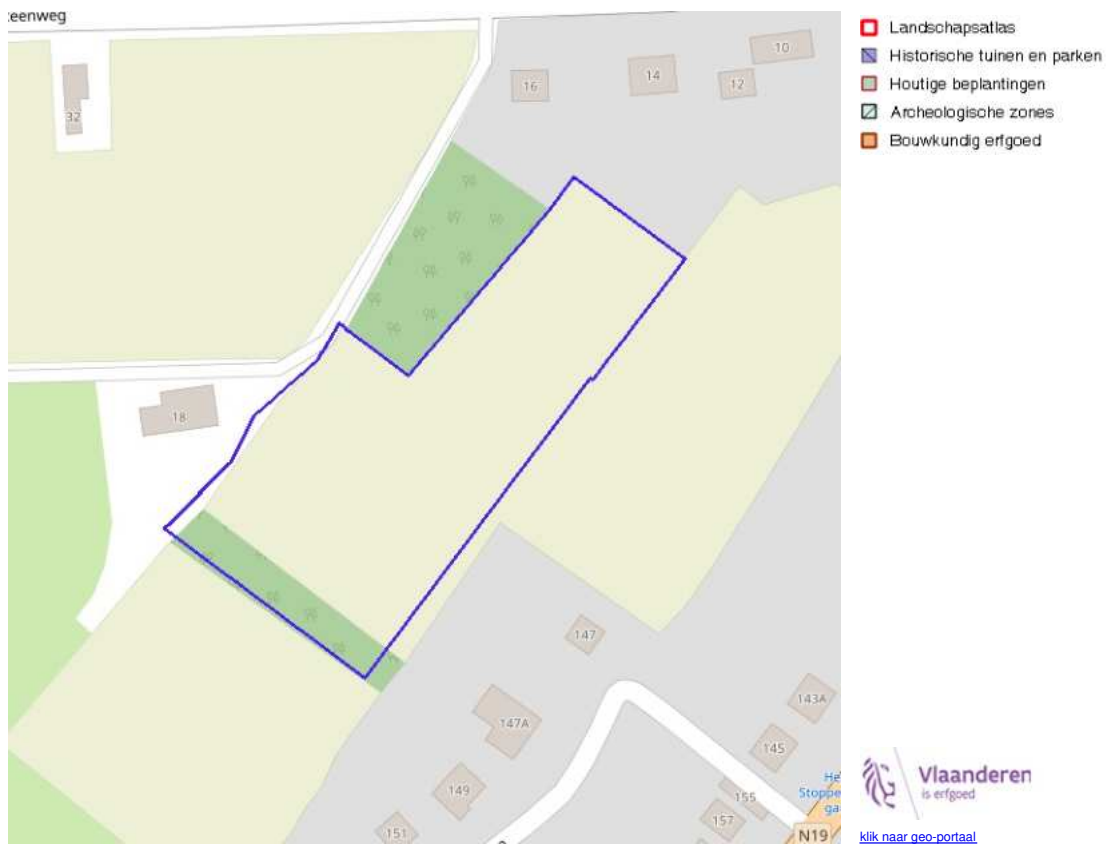 teenweg
32
16
14
12
10
18
147
147A
149
151
143A
145
155
157
N19
Landschapsatlas
Historische tuinen en parken
Houtige beplantingen
Archeologische zones
Bouwkundig erfgoed
Vlaanderen
is erfgoed
klik naar geo-portaal